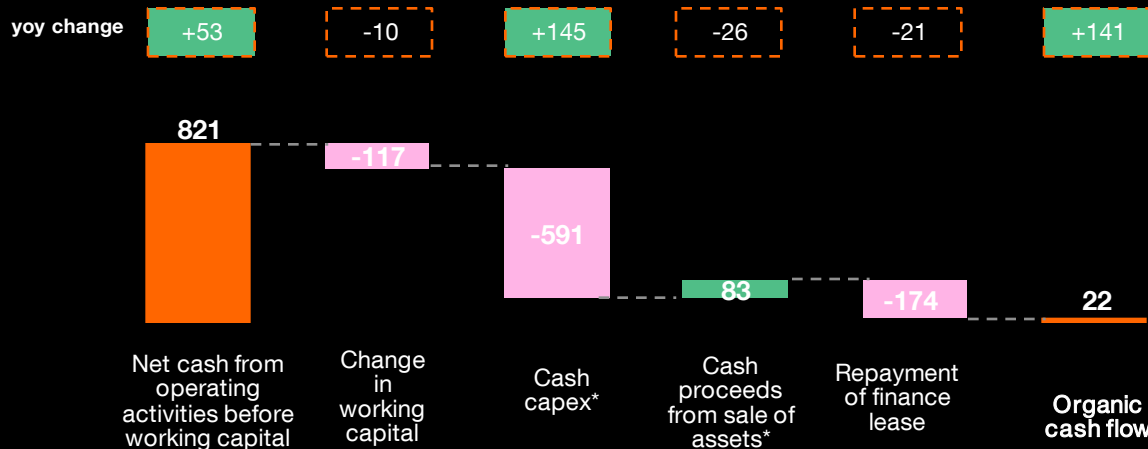 yoy change
+53
-10
+145
-26
-21
+141
821
-117
-591
83
-174
22
Net cash from
operating
activities before
working capital
Change
in
working
capital
Cash
capex*
Cash
proceeds
from sale of
assets*
Repayment
of finance
lease
Organic
cash flow